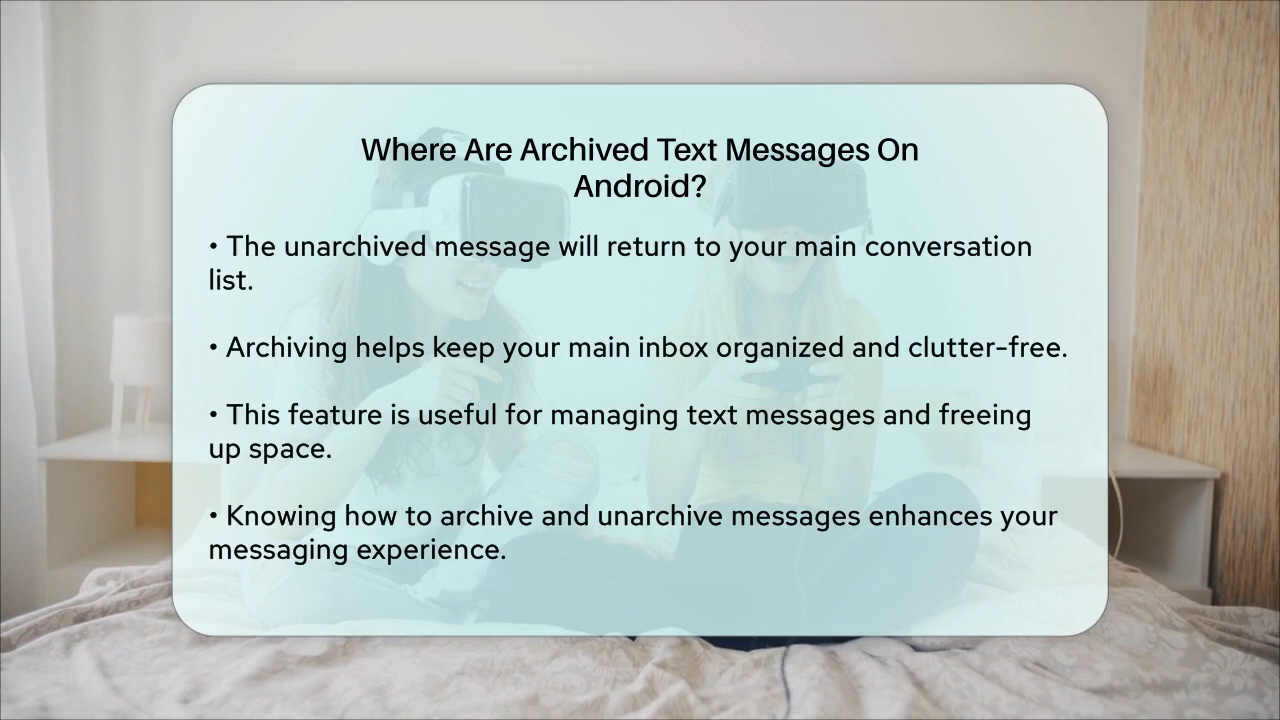 Where Are Archived Text Messages On
Android?
• The unarchived message will return to your main conversation
list.
• Archiving helps keep your main inbox organized and clutter-free.
• This feature is useful for managing text messages and freeing
up space.
• Knowing how to archive and unarchive messages enhances your
messaging experience.